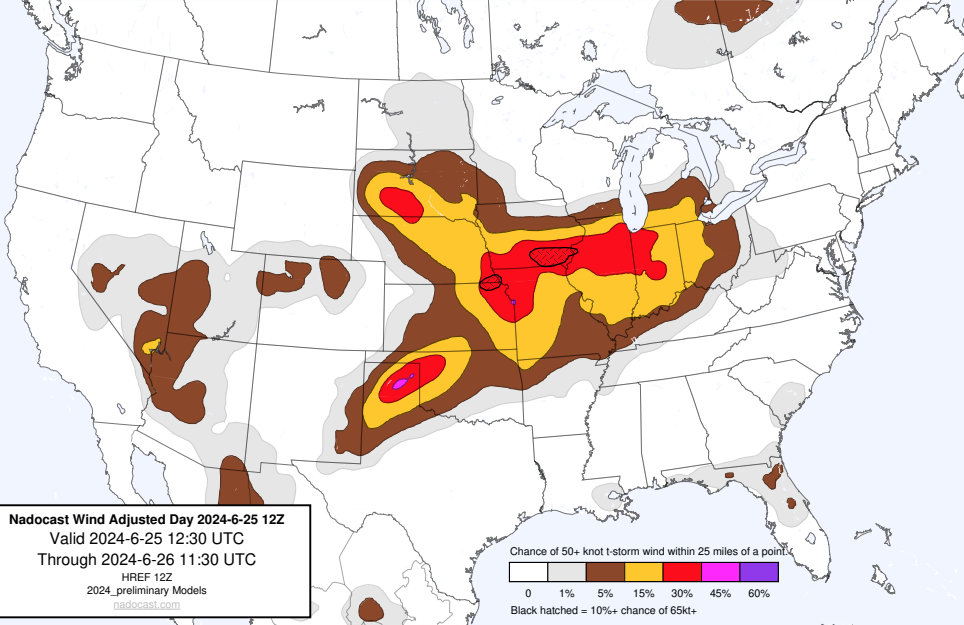 Nadocast Wind Adjusted Day 2024-6-25 12Z
Valid 2024-6-25 12:30 UTC
Through 2024-6-26 11:30 UTC
HREF 12Z
2024_preliminary Models
nadocast.com
Chance of 50+ knot t-storm wind within 25 miles of a point.
0 1% 5% 15% 30% 45% 60%
Black hatched = 10%+ chance of 65kt+